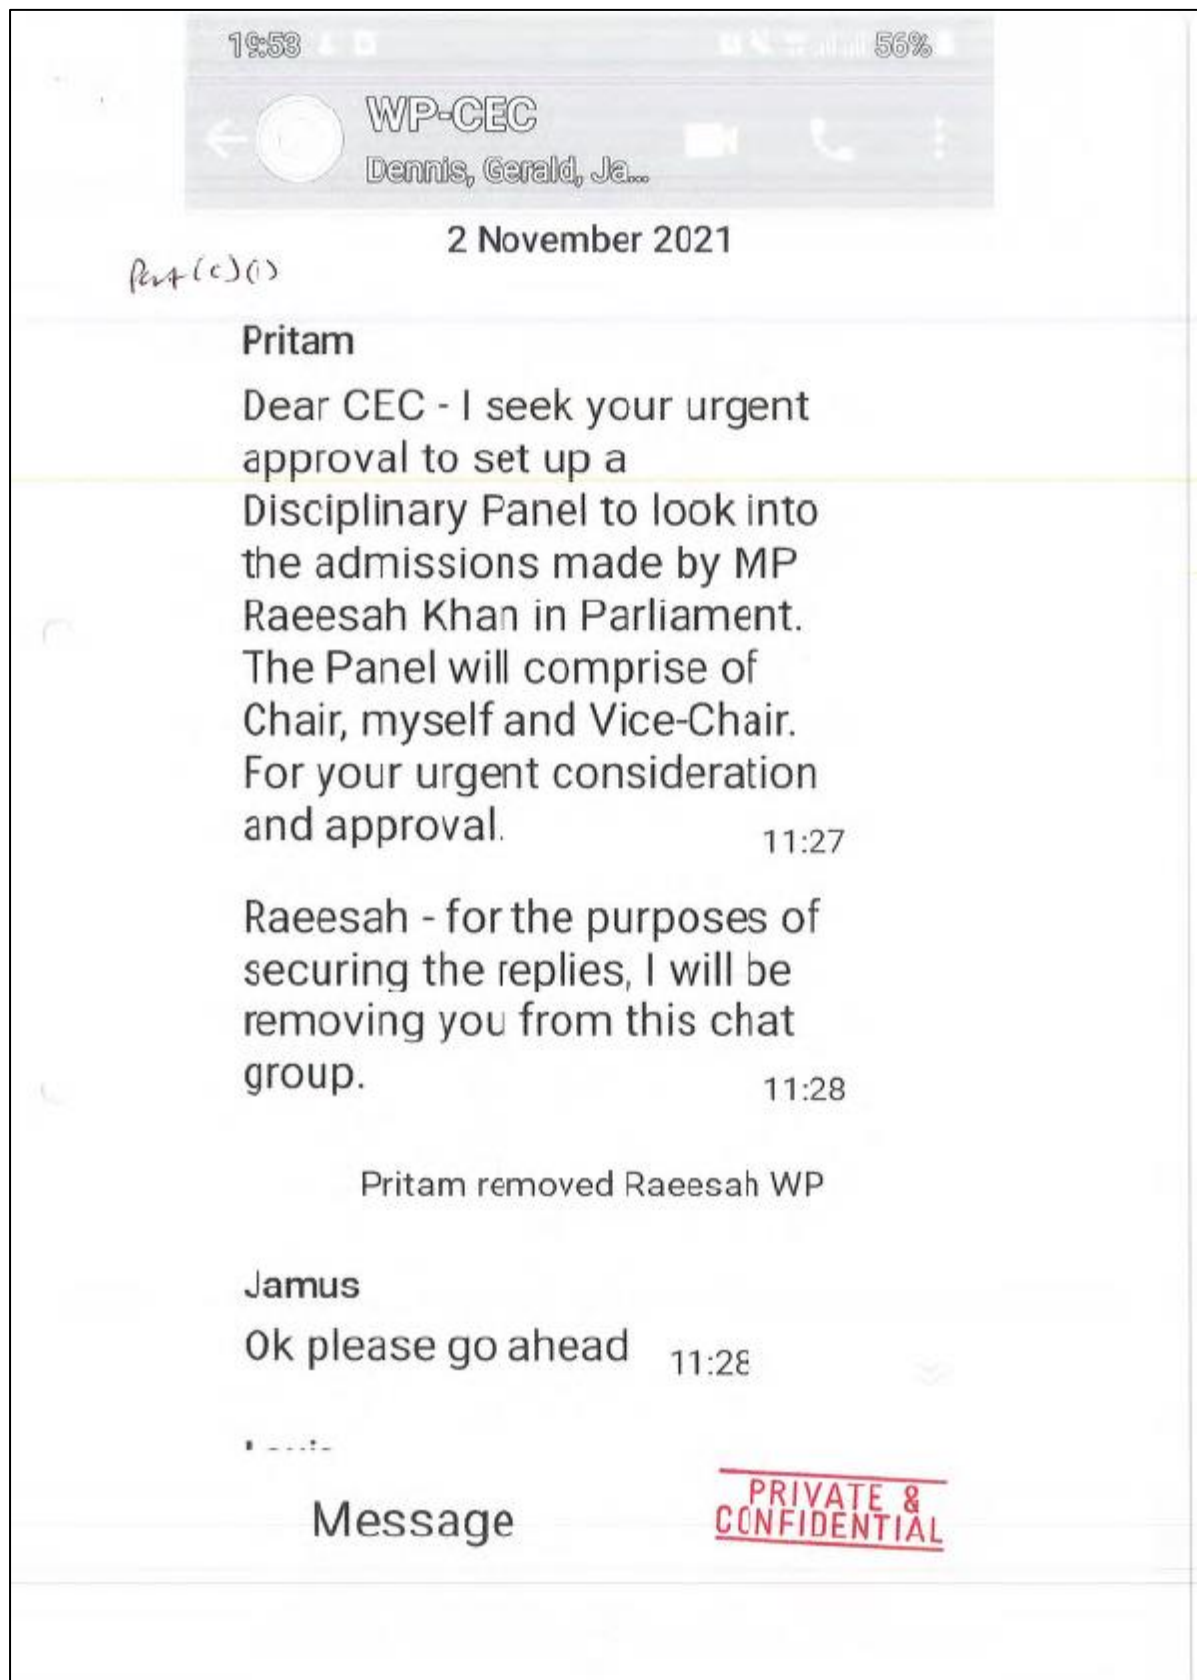 19:53
56%
WP-CEC
Dennis, Gerald, Ja...
2 November 2021
Part (c)(i)
Pritam
Dear CEC - I seek your urgent
approval to set up a
Disciplinary Panel to look into
the admissions made by MP
Raeesah Khan in Parliament.
The Panel will comprise of
Chair, myself and Vice-Chair.
For your urgent consideration
and approval.
11:27
Raeesah - for the purposes of
securing the replies, I will be
removing you from this chat
group.
11:28
Pritam removed Raeesah WP
Jamus
Ok please go ahead
11:28
Message
PRIVATE &
CONFIDENTIAL